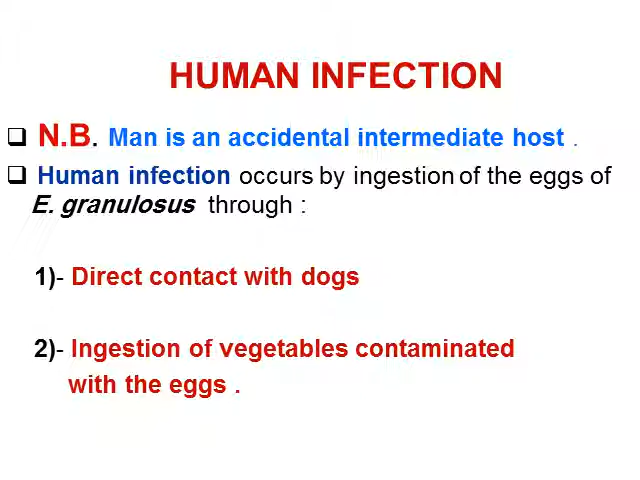 HUMAN INFECTION
N.B. Man is an accidental intermediate host .
Human infection occurs by ingestion of the eggs of
E. granulosus through :
1)- Direct contact with dogs
2)- Ingestion of vegetables contaminated
with the eggs .